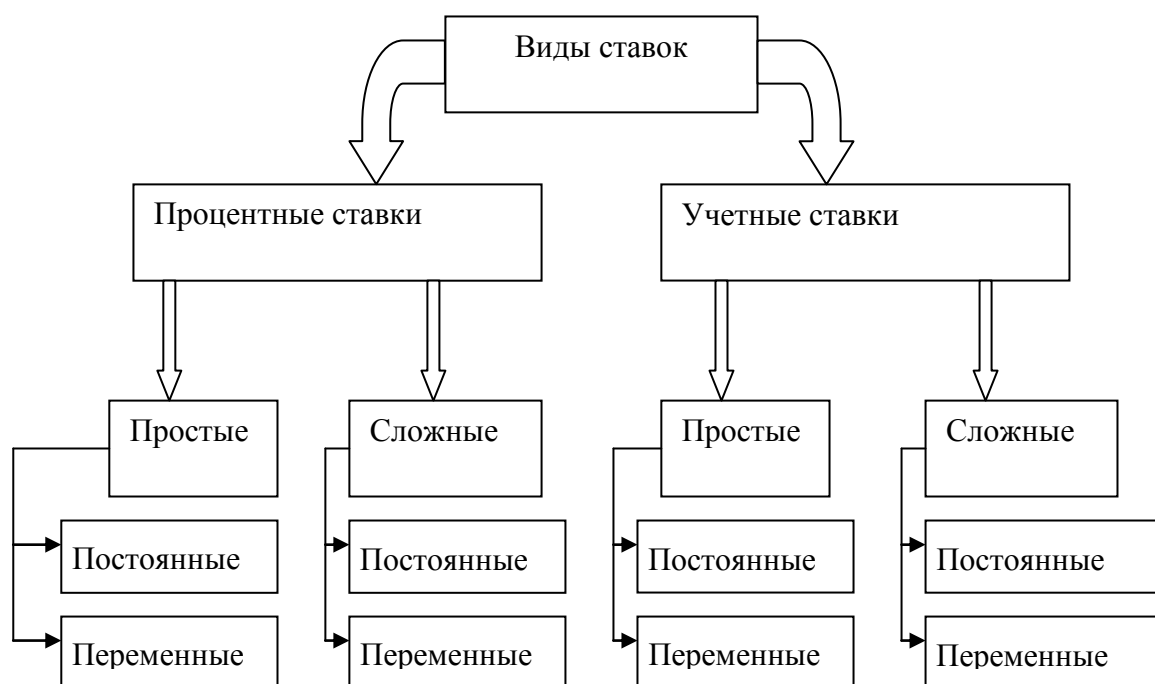 Виды ставок
Процентные ставки
Учетные ставки
Простые
Сложные
Простые
Сложные
Постоянные
Постоянные
Постоянные
Постоянные
Переменные
Переменные
Переменные
Переменные